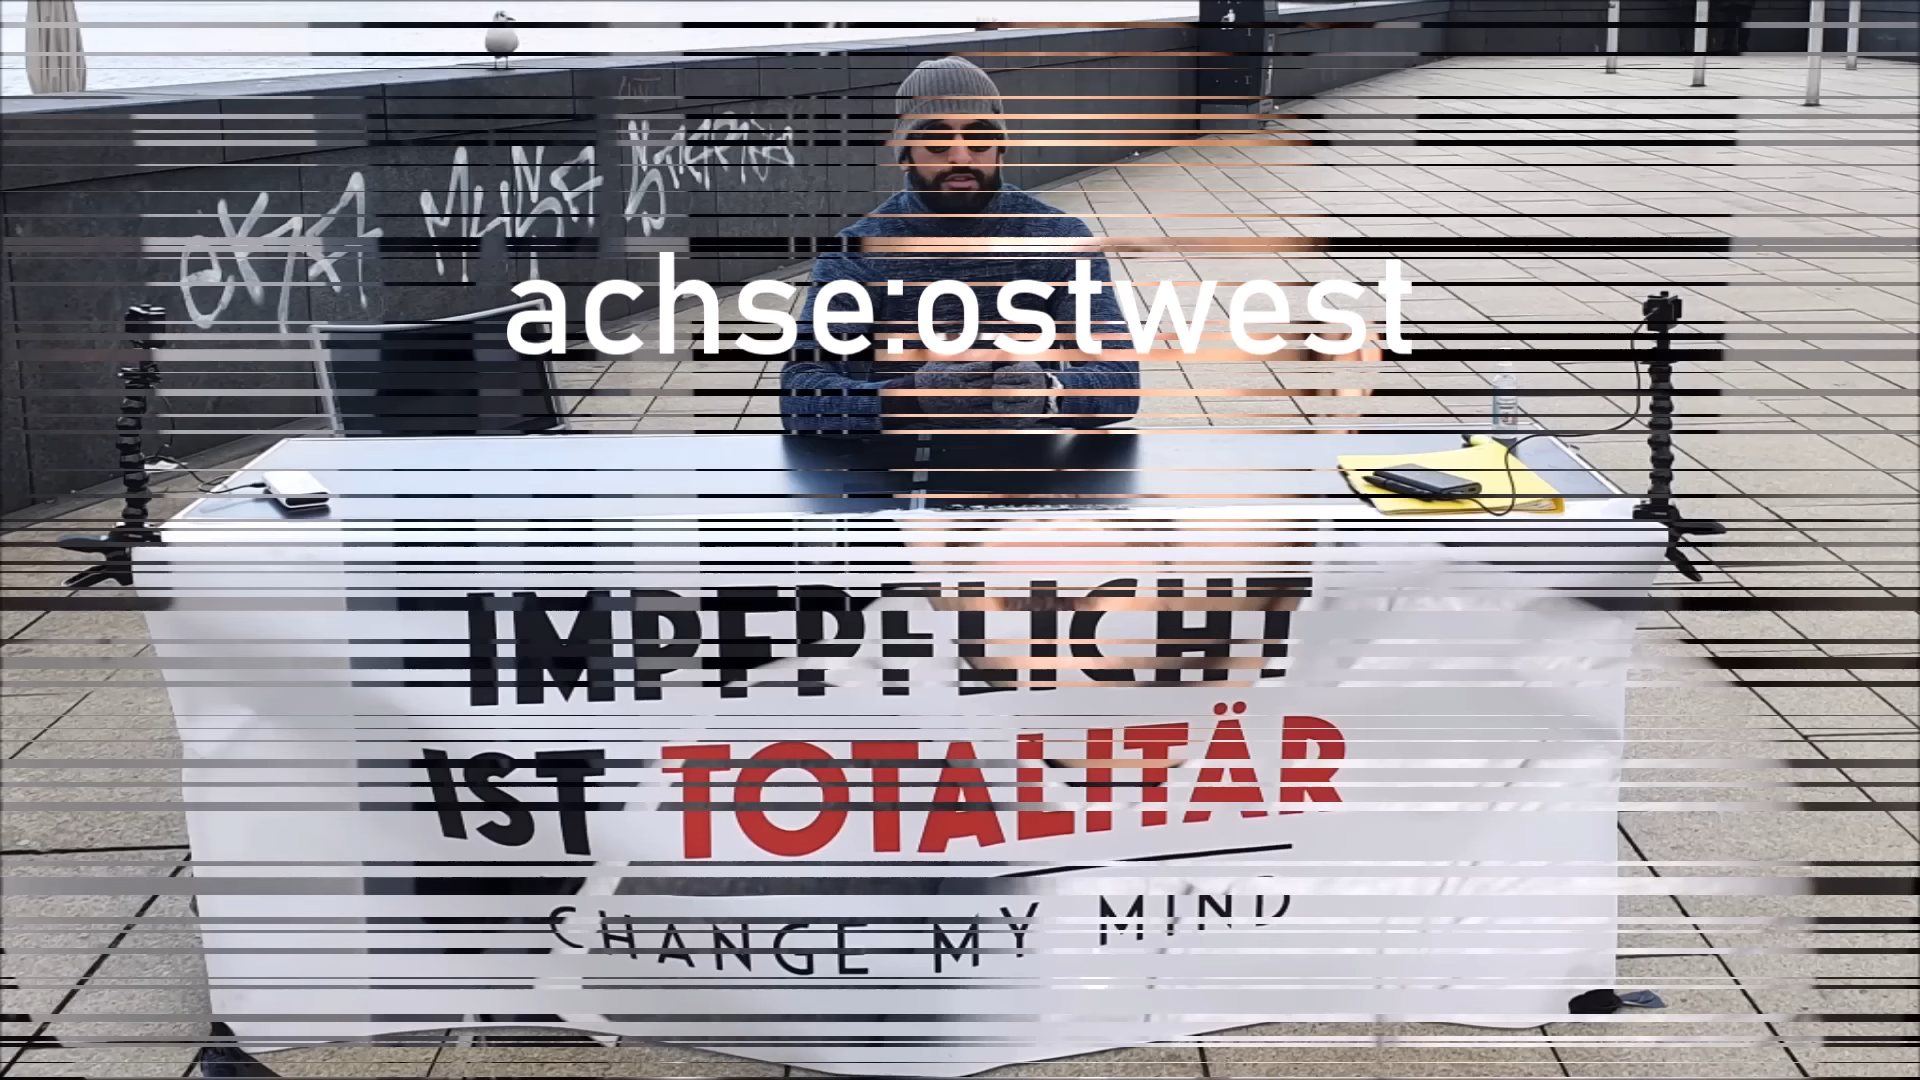 achse:ostwest
IMPFPFLICHT
IST TOTALITÄR
CHANGE MY MIND